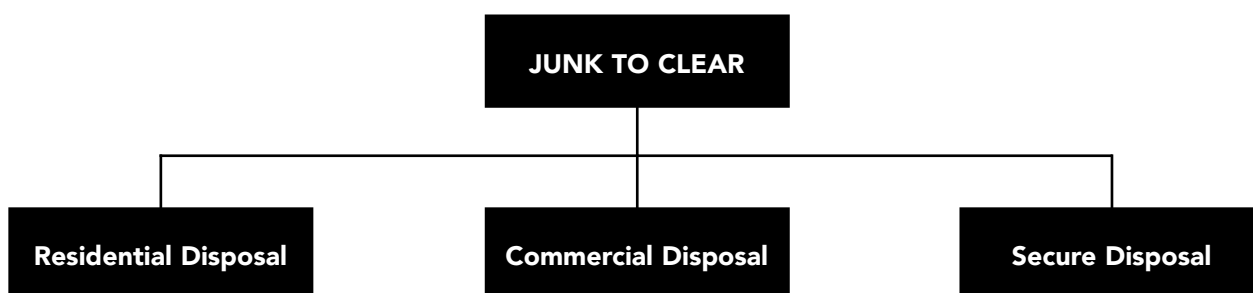 JUNK TO CLEAR
Residential Disposal
Commercial Disposal
Secure Disposal